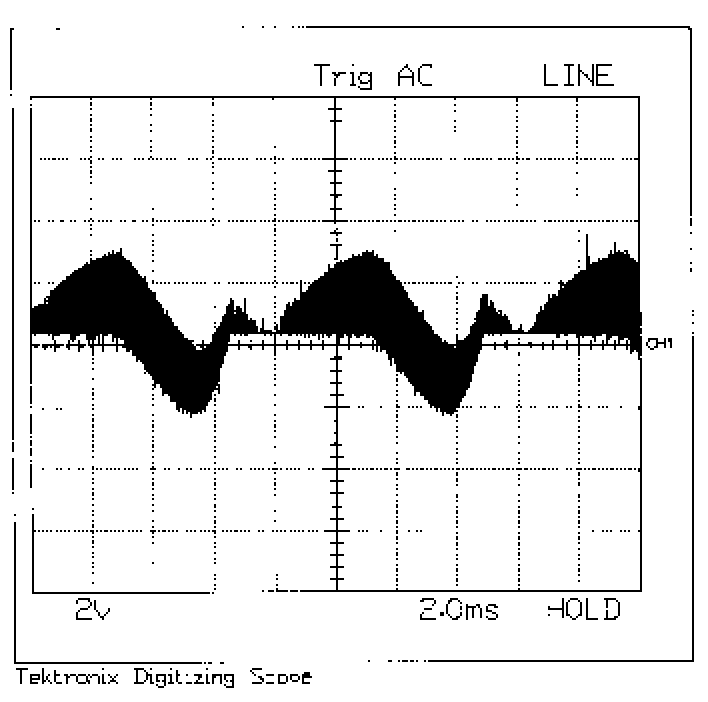 Trig AC LINE
CH1
2V 2.0ms HOLD
Tektronix Digitizing Scope